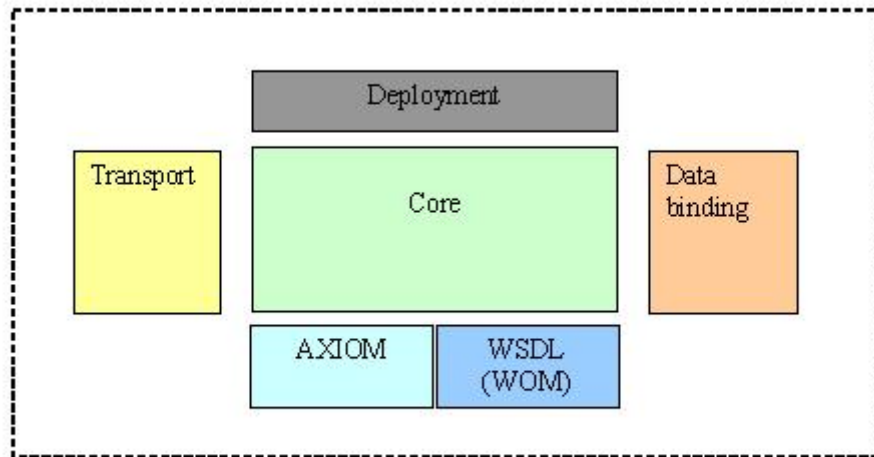 Deployment
Transport
Core
Data
binding
AXIOM
WSDL
(WOM)